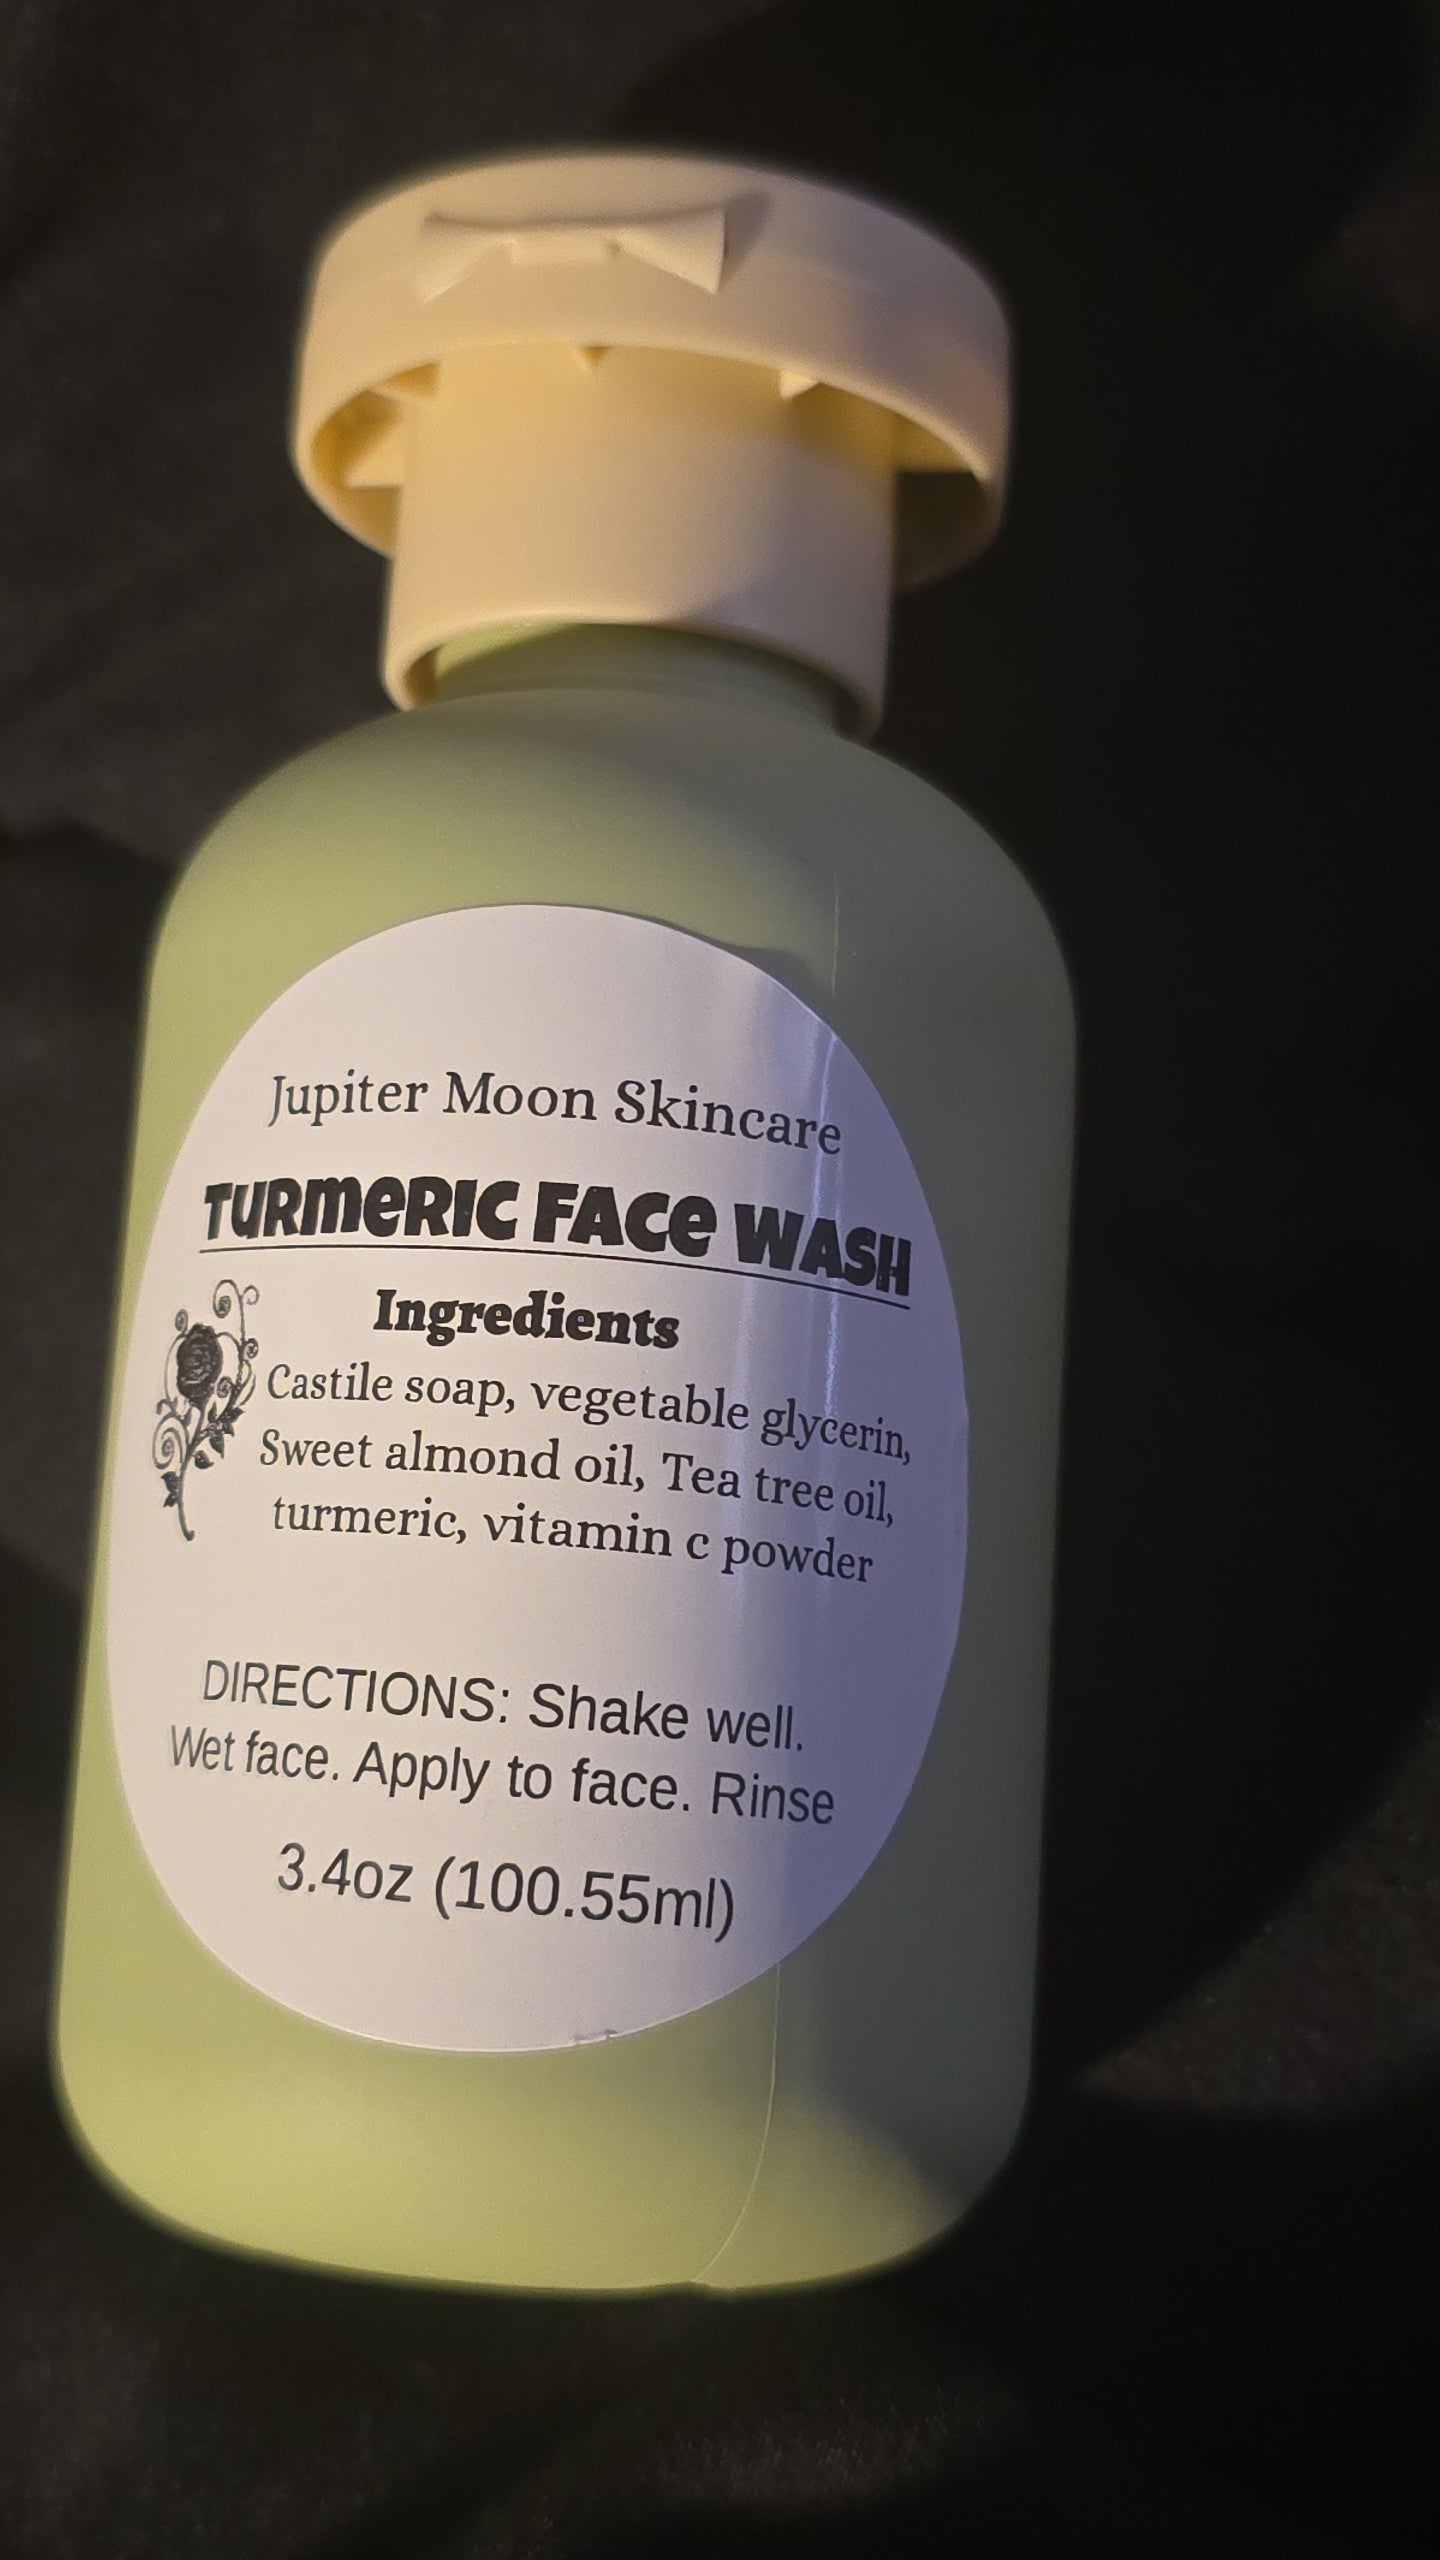 Jupiter Moon Skincare
TURMERIC FACE WASH
Ingredients
Castile soap, vegetable glycerin,
Sweet almond oil, Tea tree oil,
turmeric, vitamin c powder
DIRECTIONS: Shake well.
Wet face. Apply to face. Rinse
3.4oz (100.55ml)